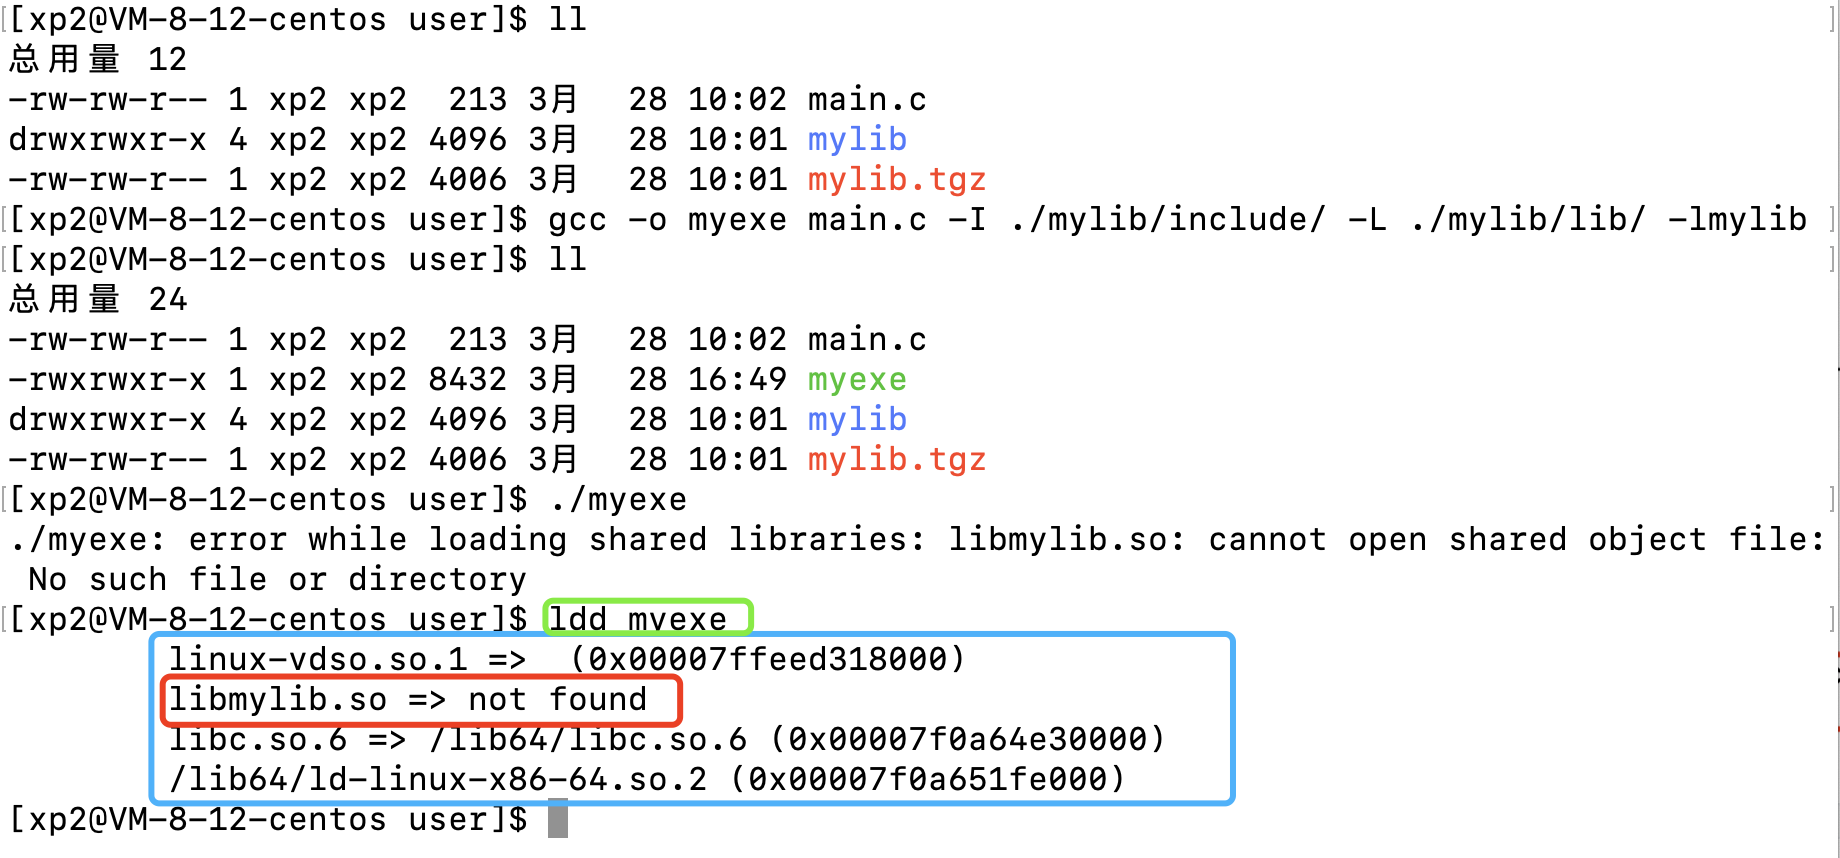 [[xp2@VM-8-12-centos user]$ ll ]
总用量 12
-rw-rw-r-- 1 xp2 xp2  213 3月  28 10:02 main.c
drwxrwxr-x 4 xp2 xp2 4096 3月  28 10:01 mylib
-rw-rw-r-- 1 xp2 xp2 4006 3月  28 10:01 mylib.tgz
[[xp2@VM-8-12-centos user]$ gcc -o myexe main.c -I ./mylib/include/ -L ./mylib/lib/ -lmylib ]
[[xp2@VM-8-12-centos user]$ ll ]
总用量 24
-rw-rw-r-- 1 xp2 xp2  213 3月  28 10:02 main.c
-rwxrwxr-x 1 xp2 xp2 8432 3月  28 16:49 myexe
drwxrwxr-x 4 xp2 xp2 4096 3月  28 10:01 mylib
-rw-rw-r-- 1 xp2 xp2 4006 3月  28 10:01 mylib.tgz
[[xp2@VM-8-12-centos user]$ ./myexe ]
./myexe: error while loading shared libraries: libmylib.so: cannot open shared object file:
 No such file or directory
[[xp2@VM-8-12-centos user]$ ldd myexe ]
linux-vdso.so.1 =>  (0x00007ffeed318000)
libmylib.so => not found
libc.so.6 => /lib64/libc.so.6 (0x00007f0a64e30000)
/lib64/ld-linux-x86-64.so.2 (0x00007f0a651fe000)
[xp2@VM-8-12-centos user]$